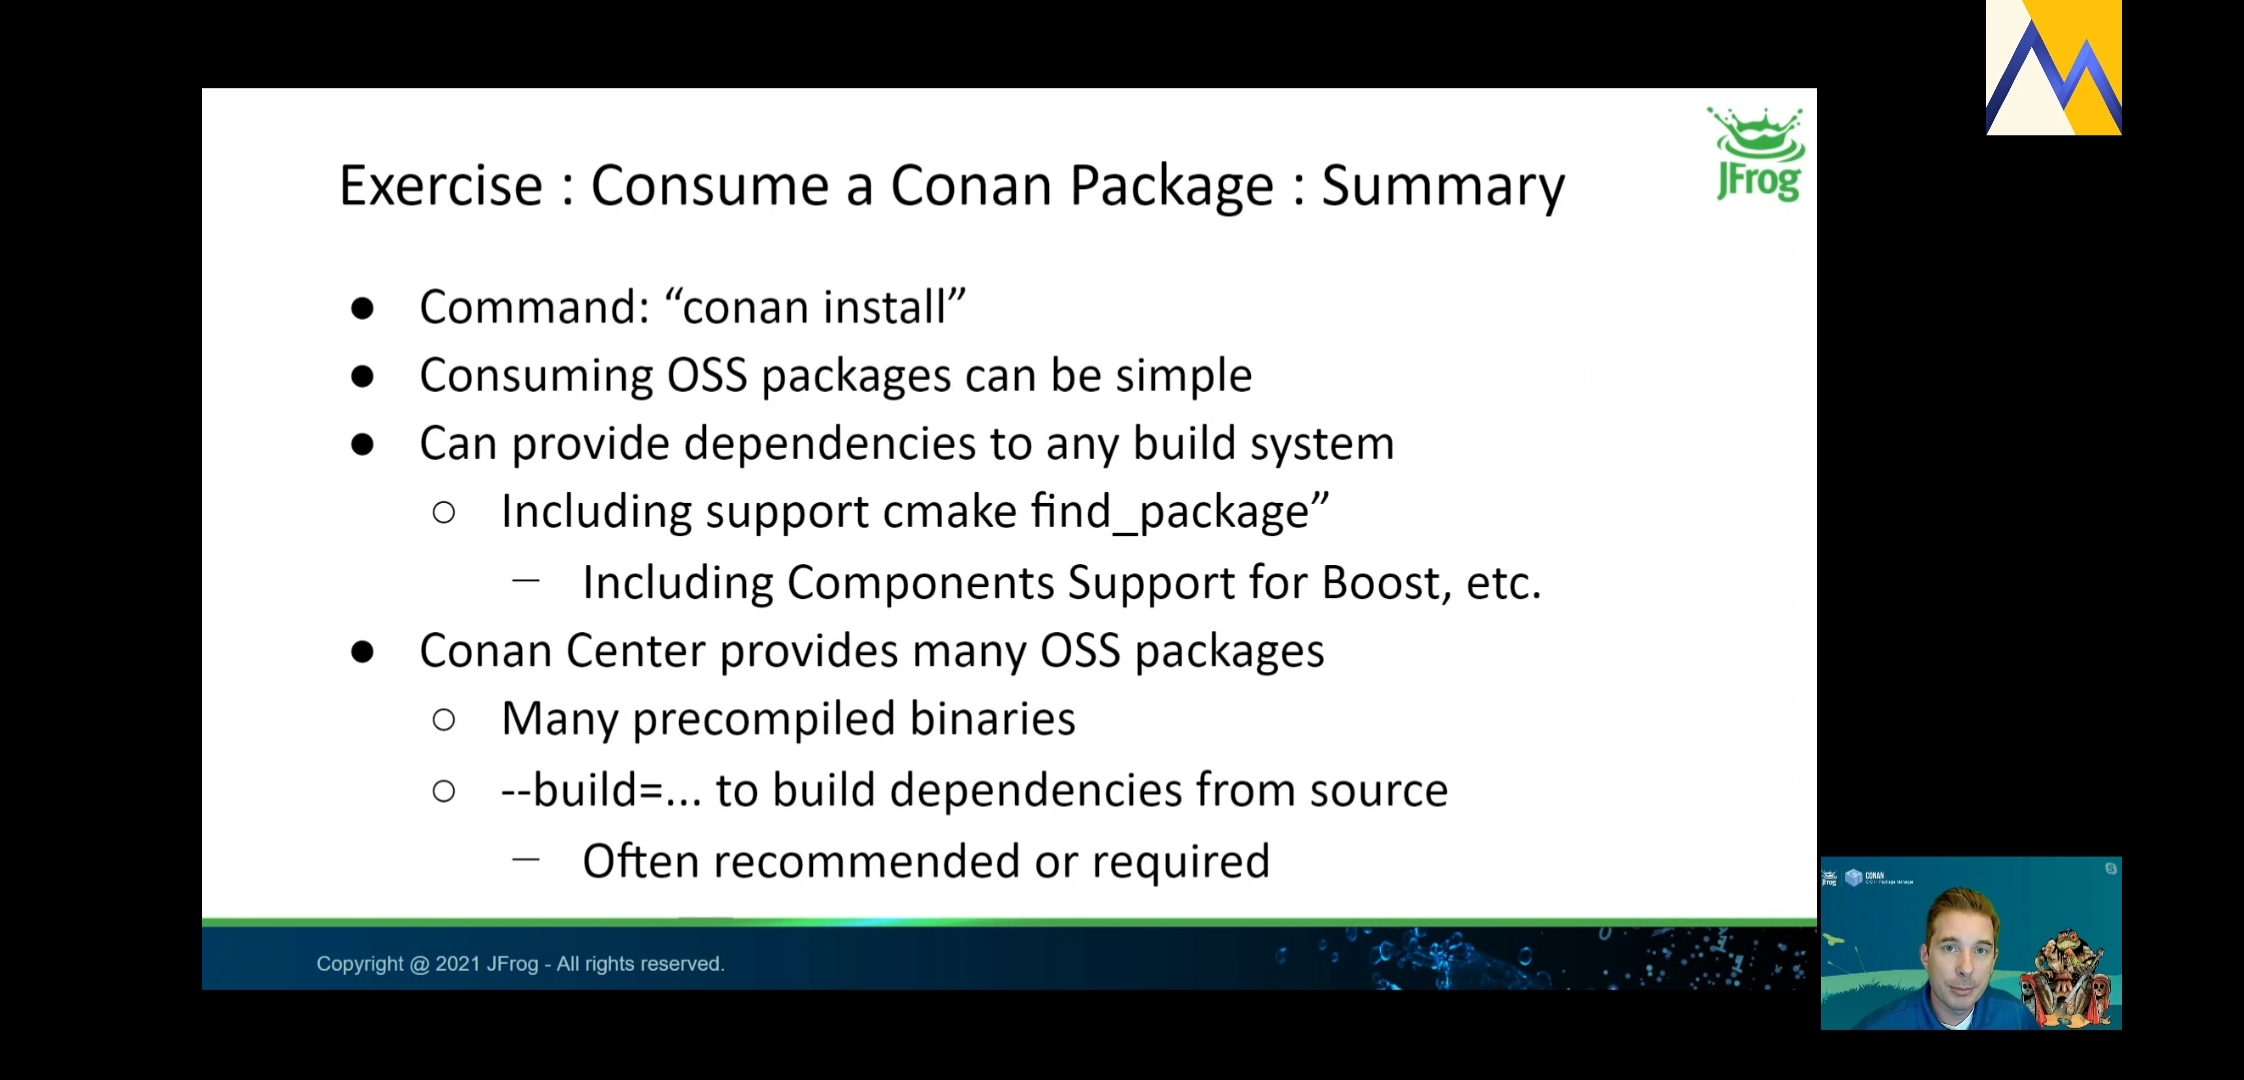 Exercise : Consume a Conan Package : Summary
JFrog
● Command: “conan install”
● Consuming OSS packages can be simple
● Can provide dependencies to any build system
○ Including support cmake find_package”
– Including Components Support for Boost, etc.
● Conan Center provides many OSS packages
○ Many precompiled binaries
○ --build=... to build dependencies from source
– Often recommended or required
Copyright @ 2021 JFrog - All rights reserved.
JFrog
CONAN